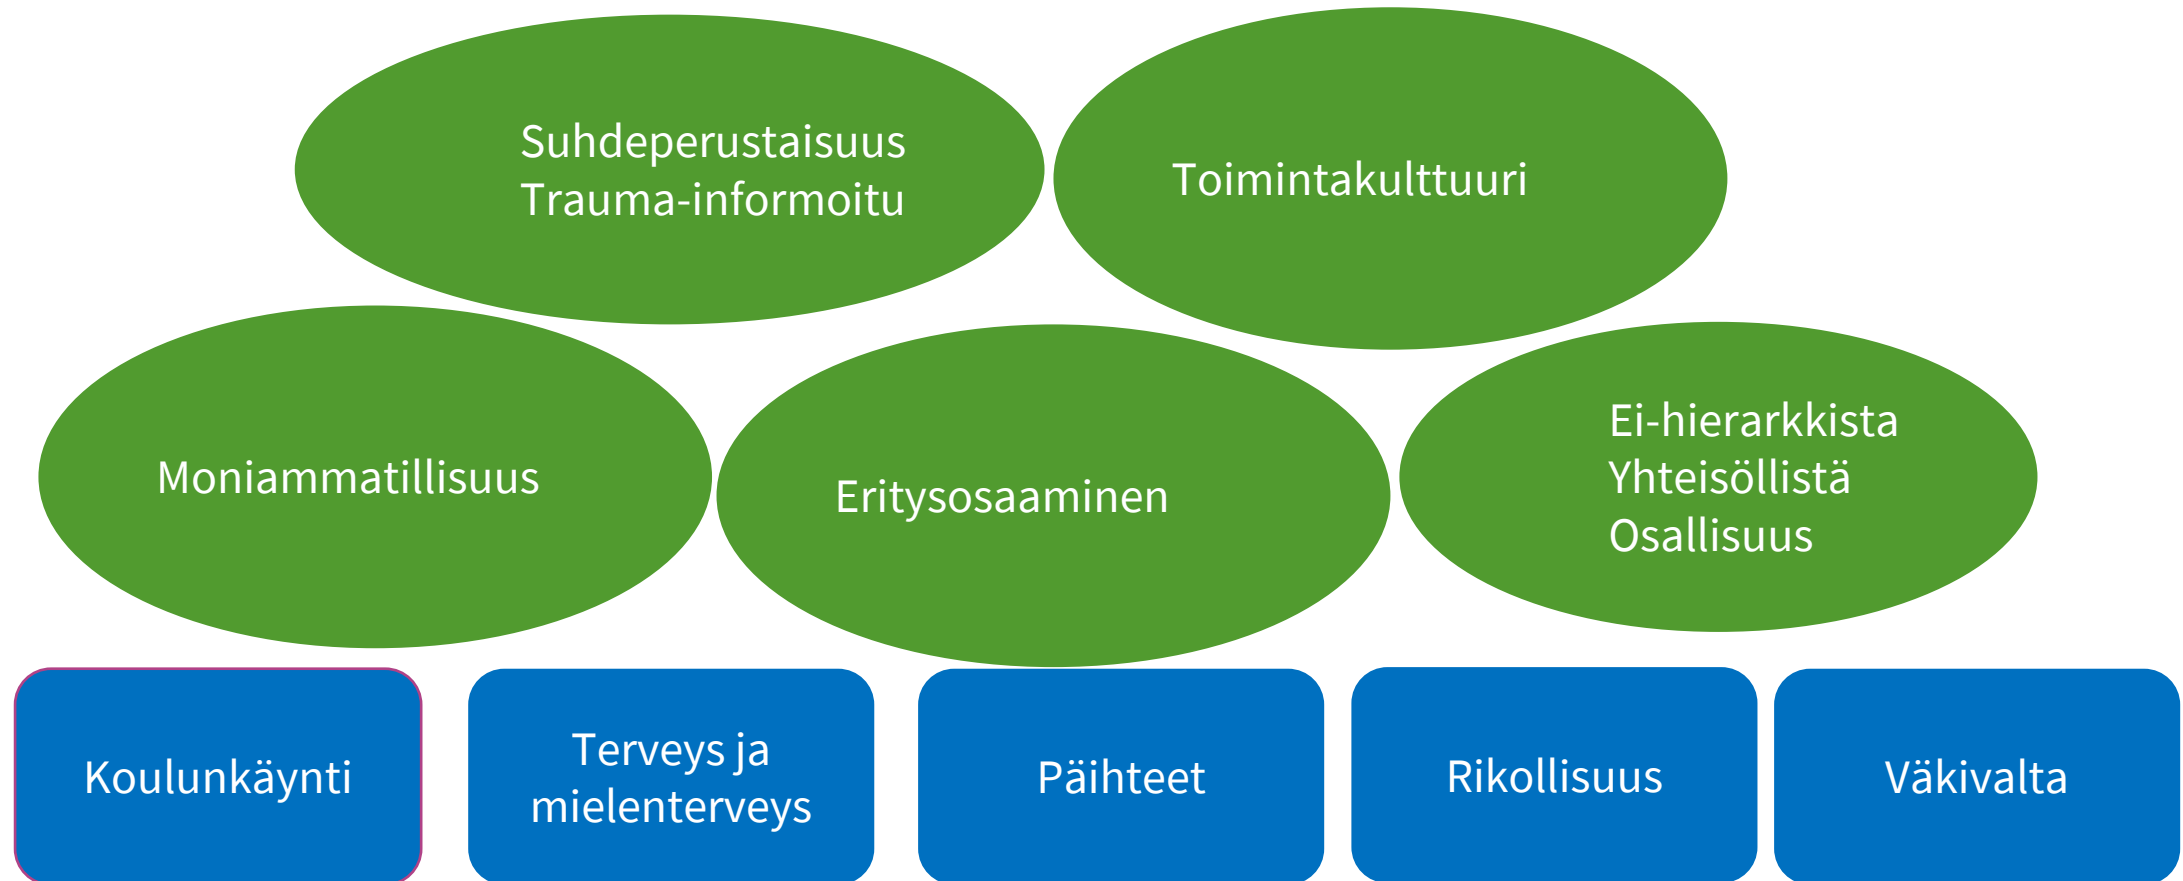 Suhdeperustaisuus
Trauma-informoitu
Toimintakulttuuri
Moniammatillisuus
Eritysosaaminen
Ei-hierarkkista
Yhteisöllistä
Osallisuus
Koulunkäynti
Terveys ja
mielenterveys
Päihteet
Rikollisuus
Väkivalta